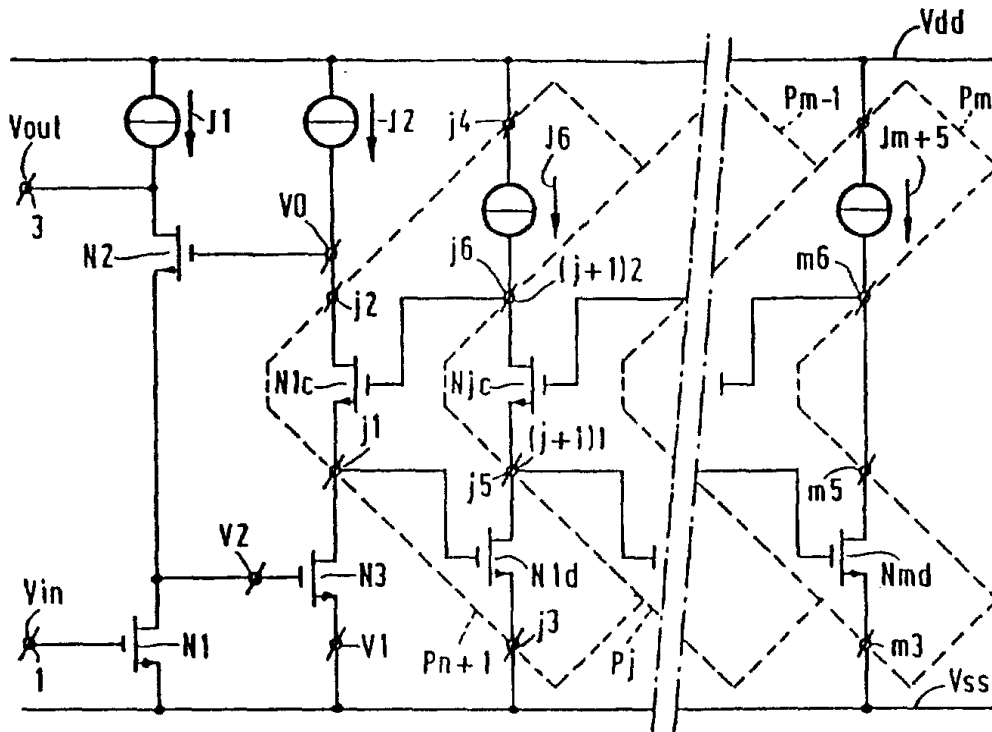 Vdd
Vout
J1
J2
j4
J6
Pm-1
Pm
Jm+5
3
V0
N2
j2
j6
(j+1)2
m6
N1c
Njc
j1
(j+1)1
j5
m5
V2
N3
N1d
Nmd
Vin
1
N1
V1
Pn+1
j3
Pj
m3
Vss